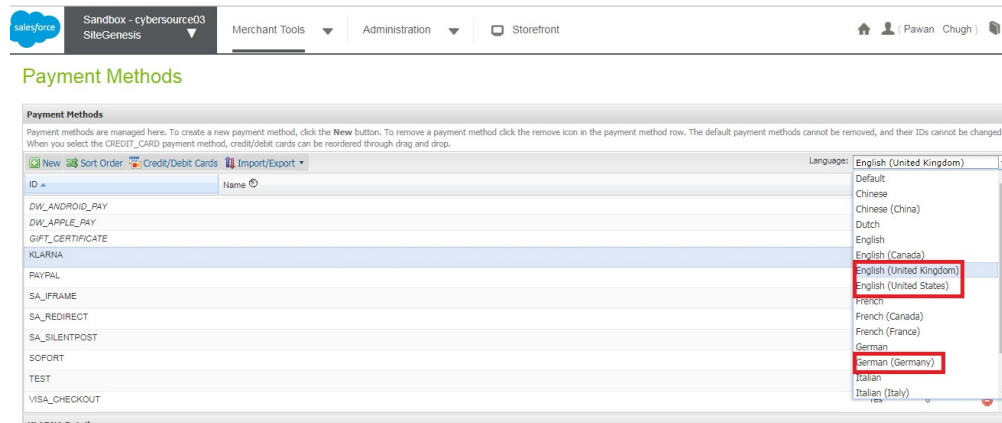 salesforce
Sandbox - cybersource03
SiteGenesis
Merchant Tools
Administration
Storefront
( Pawan Chugh )
Payment Methods
Payment Methods
Payment methods are managed here. To create a new payment method, click the New button. To remove a payment method click the remove icon in the payment method row. The default payment methods cannot be removed, and their IDs cannot be changed
When you select the CREDIT_CARD payment method, credit/debit cards can be reordered through drag and drop.
New Sort Order Credit/Debit Cards Import/Export
Language: English (United Kingdom)
ID Name
Default
Chinese
Chinese (China)
Dutch
English
English (Canada)
English (United Kingdom)
English (United States)
French
French (Canada)
French (France)
German
German (Germany)
Italian
Italian (Italy)
DW_ANDROID_PAY
DW_APPLE_PAY
GIFT_CERTIFICATE
KLARNA
PAYPAL
SA_IFRAME
SA_REDIRECT
SA_SILENTPOST
SOFORT
TEST
VISA_CHECKOUT
Yes